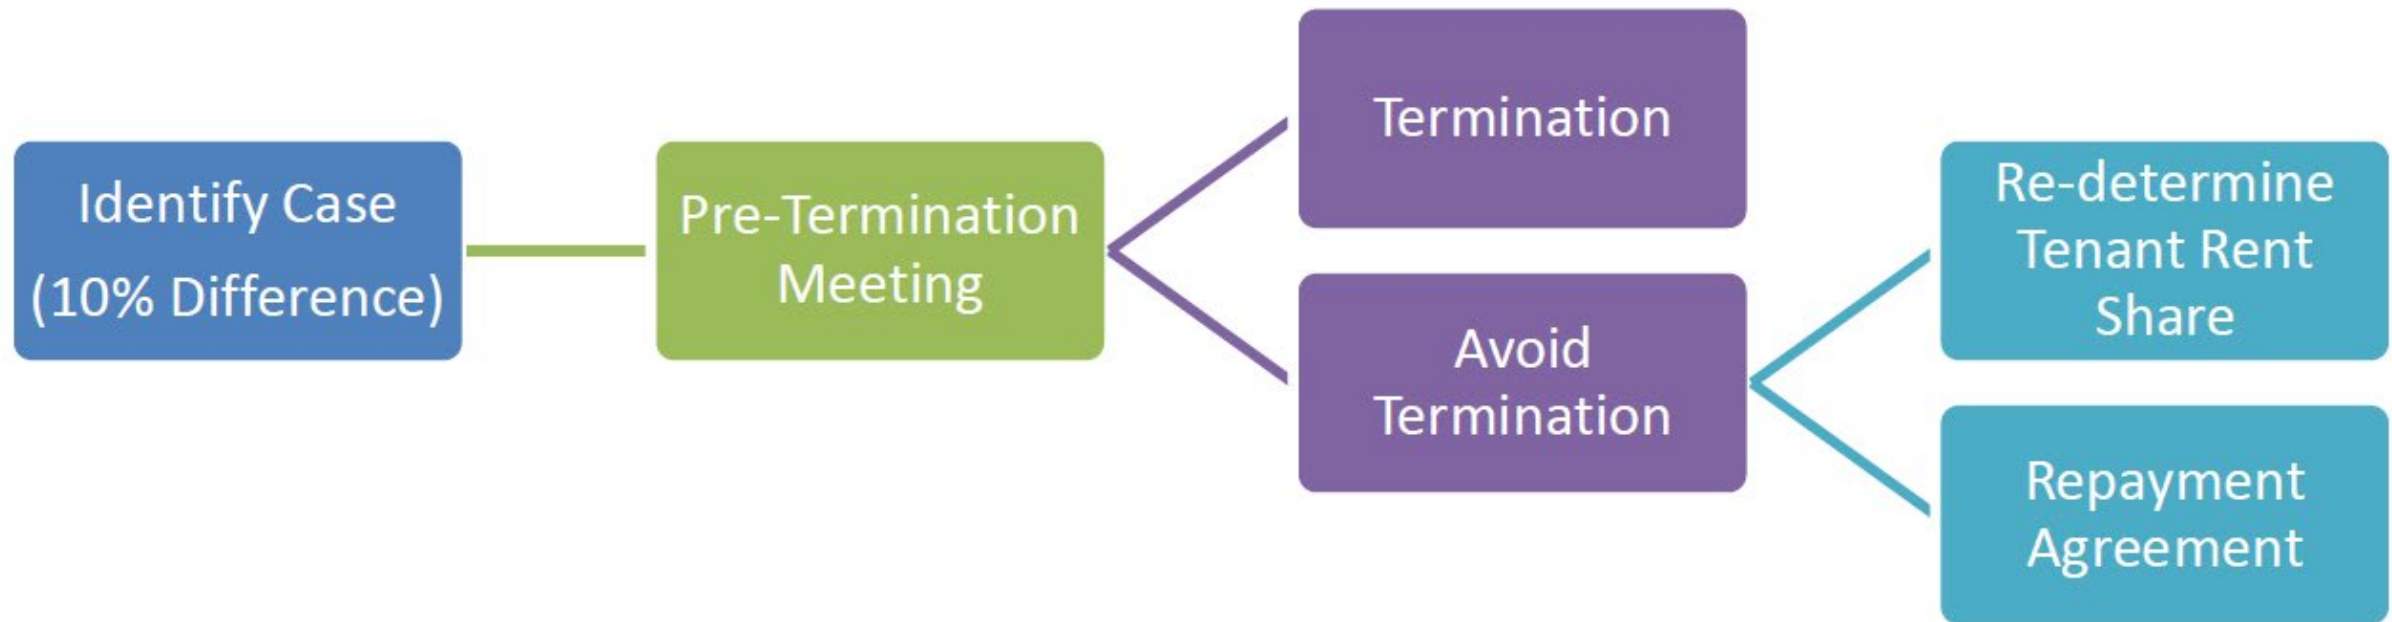 Identify Case
(10% Difference)
Pre-Termination
Meeting
Termination
Avoid
Termination
Re-determine
Tenant Rent
Share
Repayment
Agreement